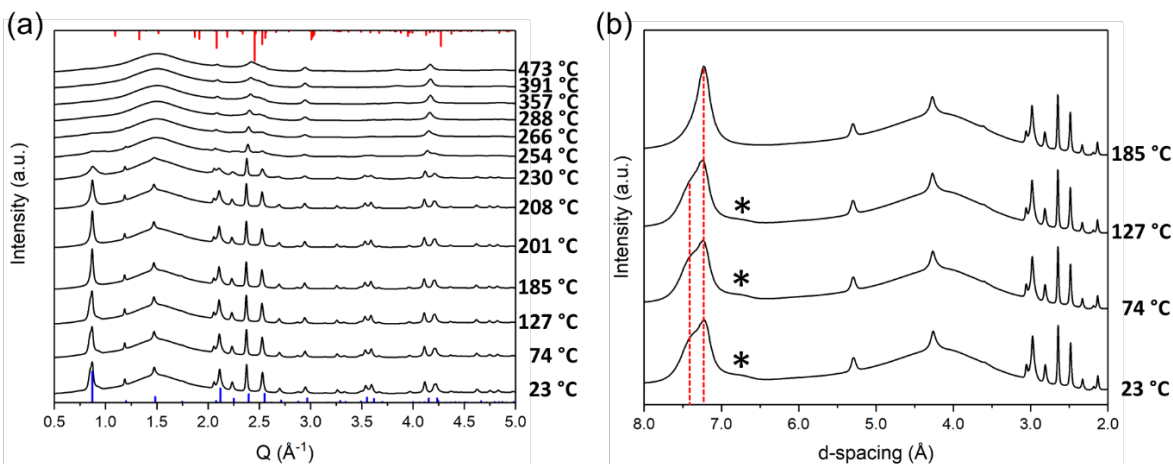 (a)
473 °C
391 °C
357 °C
288 °C
266 °C
254 °C
230 °C
208 °C
201 °C
185 °C
127 °C
74 °C
23 °C
Intensity (a.u.)
0.5 1.0 1.5 2.0 2.5 3.0 3.5 4.0 4.5 5.0
Q (Å⁻¹)
(b)
185 °C
* 127 °C
* 74 °C
* 23 °C
Intensity (a.u.)
8.0 7.0 6.0 5.0 4.0 3.0 2.0
d-spacing (Å)